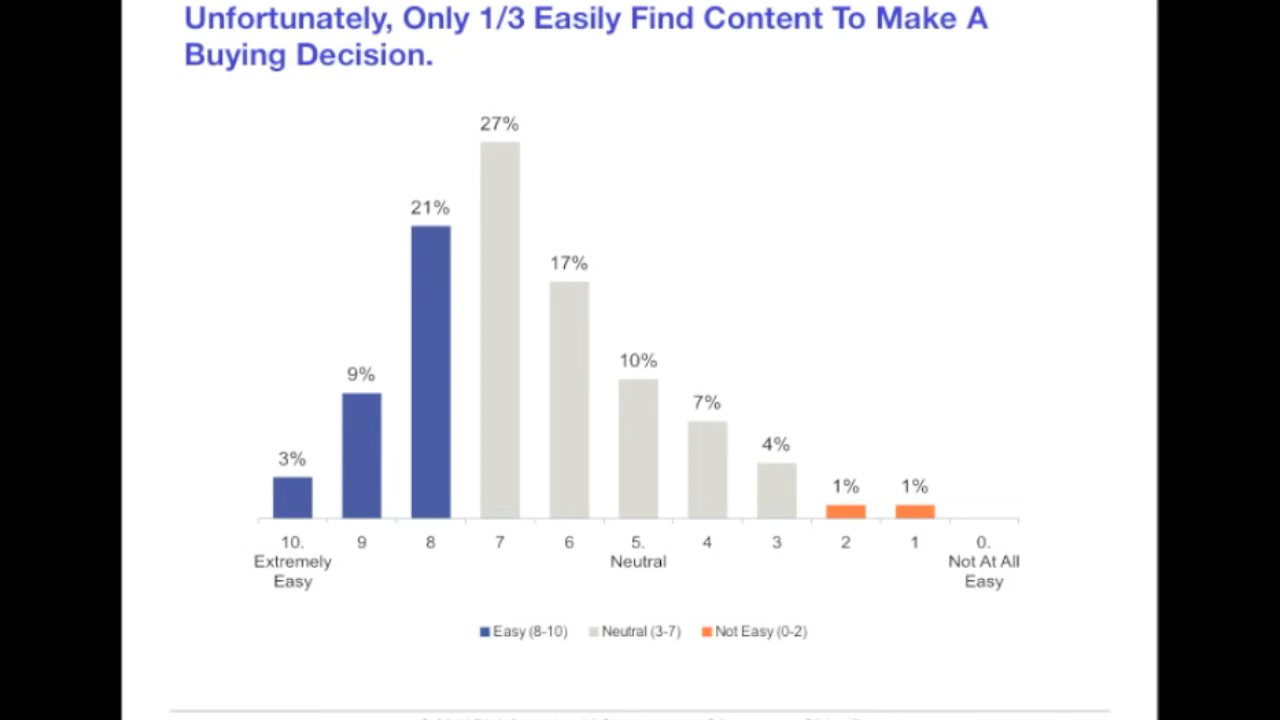 Unfortunately, Only 1/3 Easily Find Content To Make A
Buying Decision.
27%
21%
17%
9%
10%
7%
4%
3%
1%
1%
10.
Extremely
Easy
9
8
7
6
5.
Neutral
4
3
2
1
0.
Not At All
Easy
Easy (8-10)
Neutral (3-7)
Not Easy (0-2)